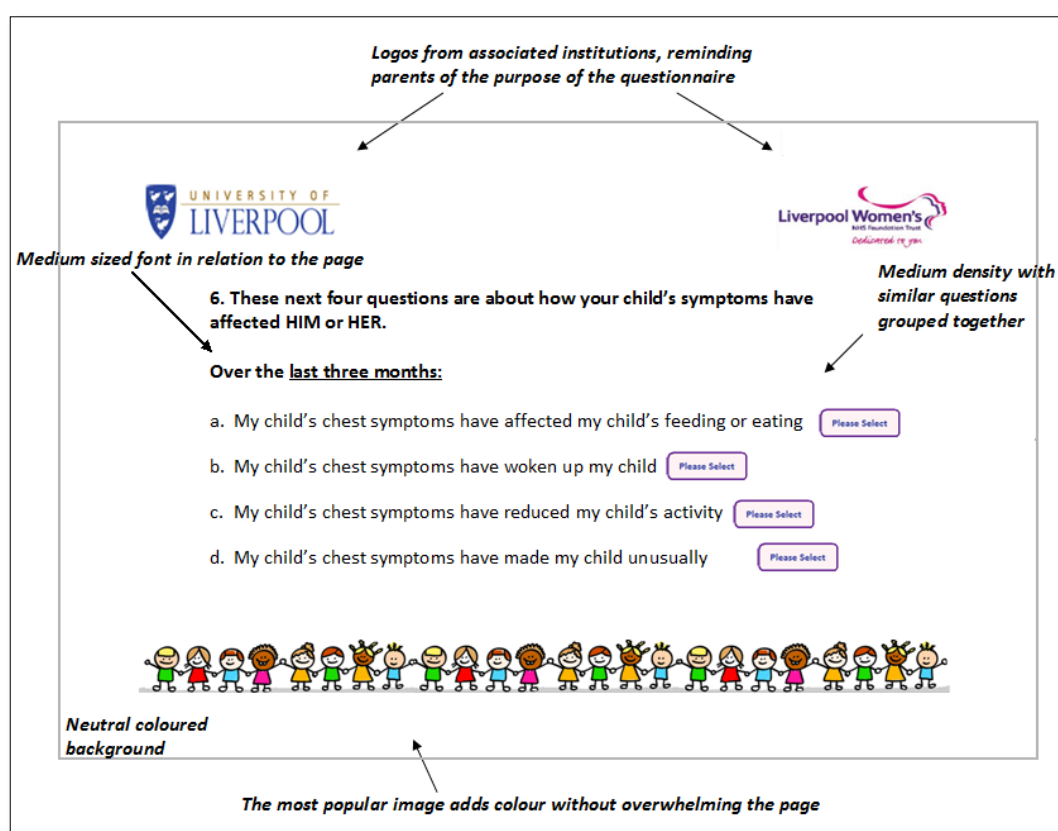 Logos from associated institutions, reminding
parents of the purpose of the questionnaire
UNIVERSITY OF
LIVERPOOL
Liverpool Women's
NHS Foundation Trust
Dedicated to you
Medium sized font in relation to the page
Medium density with
similar questions
grouped together
6. These next four questions are about how your child’s symptoms have
affected HIM or HER.
Over the last three months:
a. My child’s chest symptoms have affected my child’s feeding or eating Please Select
b. My child’s chest symptoms have woken up my child Please Select
c. My child’s chest symptoms have reduced my child’s activity Please Select
d. My child’s chest symptoms have made my child unusually Please Select
Neutral coloured
background
The most popular image adds colour without overwhelming the page